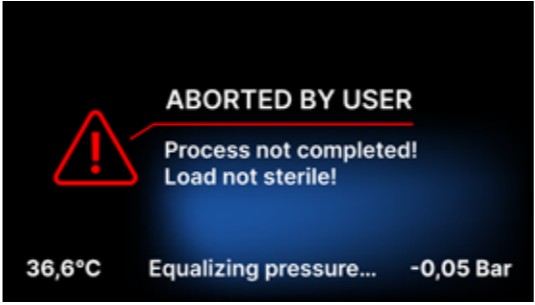 ABORTED BY USER
Process not completed!
Load not sterile!
36,6°C Equalizing pressure... -0,05 Bar